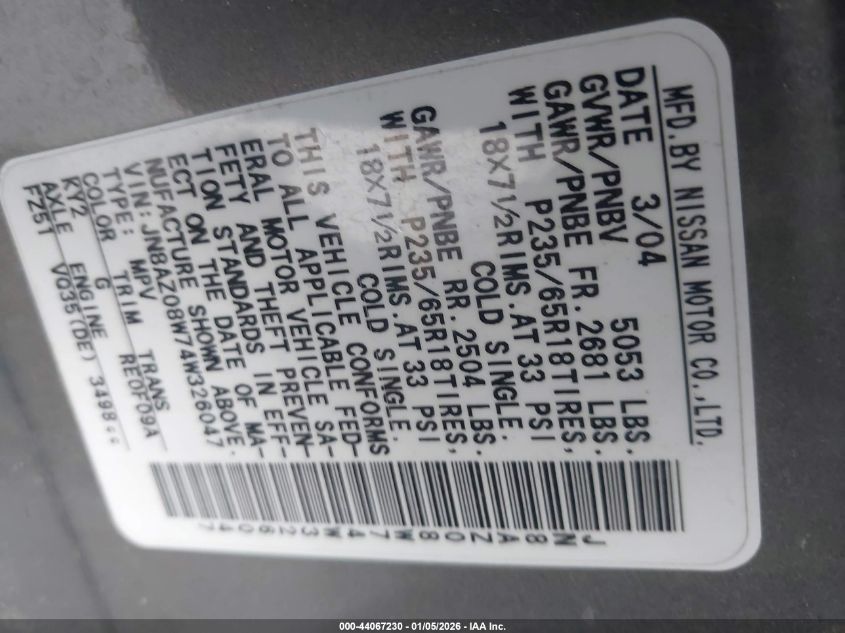 MFD.BY NISSAN MOTOR CO.,LTD.
DATE 3/04
GVWR/PNBV 5053 LBS.
GAWR/PNBE FR. 2681 LBS.
WITH P235/65R18TIRES,
18X7½RIMS.AT 33 PSI
COLD SINGLE.
GAWR/PNBE RR. 2504 LBS.
WITH P235/65R18TIRES,
18X7½RIMS.AT 33 PSI
COLD SINGLE.
THIS VEHICLE CONFORMS
TO ALL APPLICABLE FED-
ERAL MOTOR VEHICLE SA-
FETY AND THEFT PREVEN-
TION STANDARDS IN EFF-
ECT ON THE DATE OF MA-
NUFACTURE SHOWN ABOVE.
VIN:JN8AZ08W74W326047
TYPE: MPV TRANS
COLOR TRIM RE0F09A
KY2 G
AXLE ENGINE
FZ51 VQ35(DE) 3498cc
JN8AZ08W74W326047
000-44067230 - 01/05/2026 - IAA Inc.